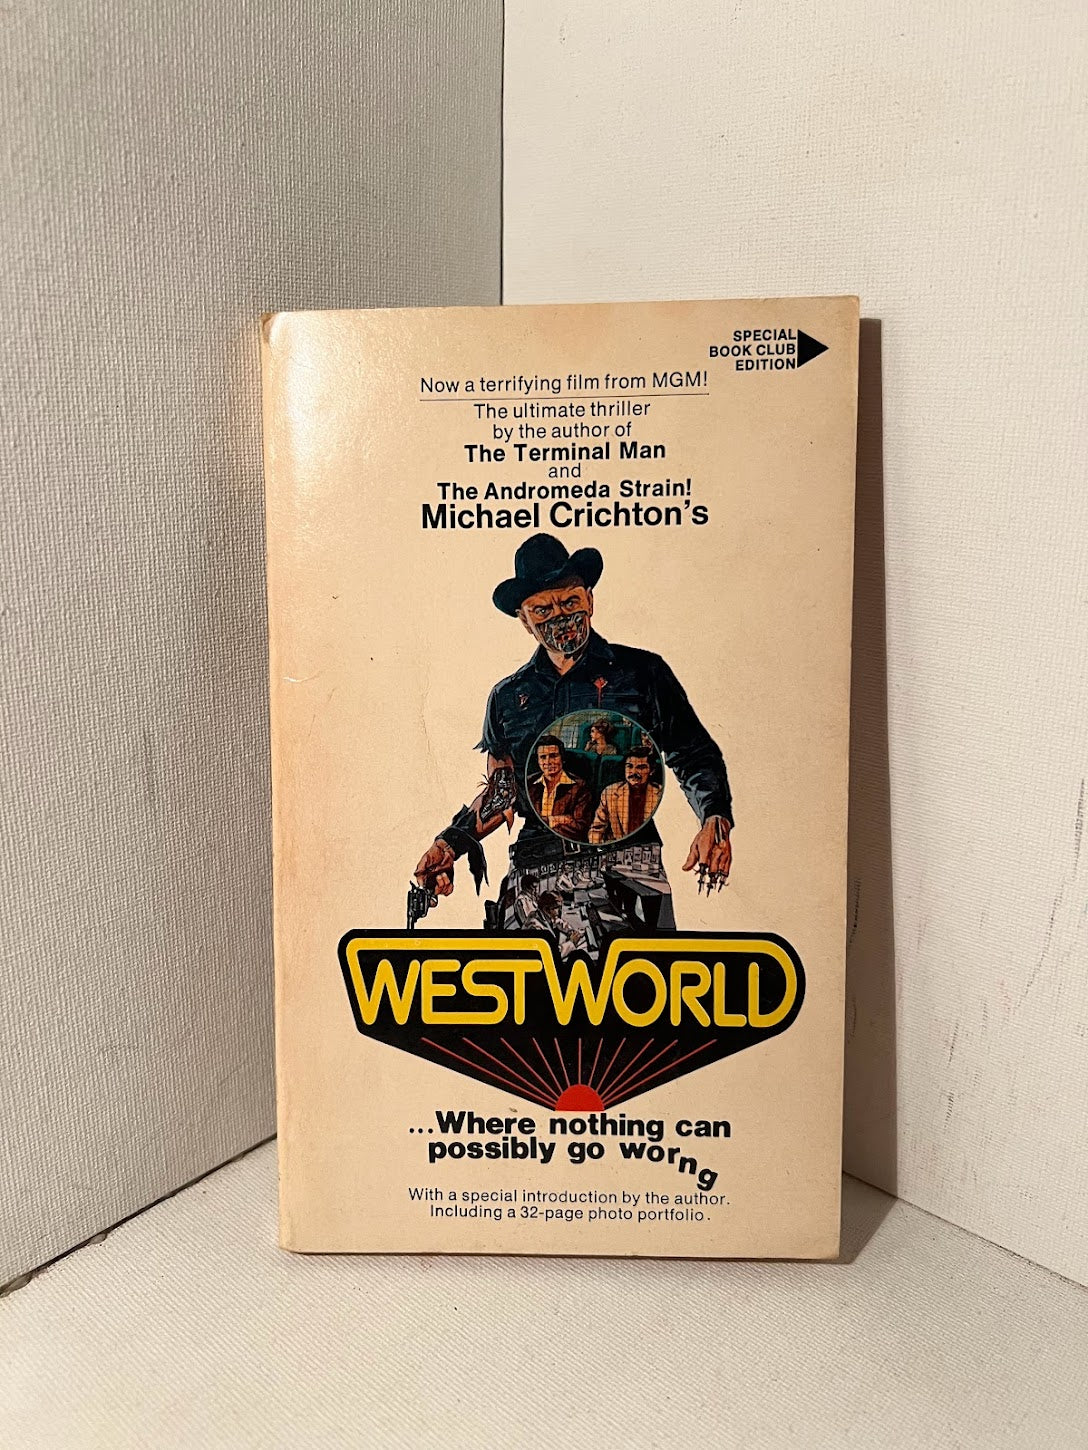 SPECIAL
BOOK CLUB
EDITION
Now a terrifying film from MGM!
The ultimate thriller
by the author of
The Terminal Man
and
The Andromeda Strain!
Michael Crichton's
WESTWORLD
...Where nothing can
possibly go worng
With a special introduction by the author.
Including a 32-page photo portfolio.